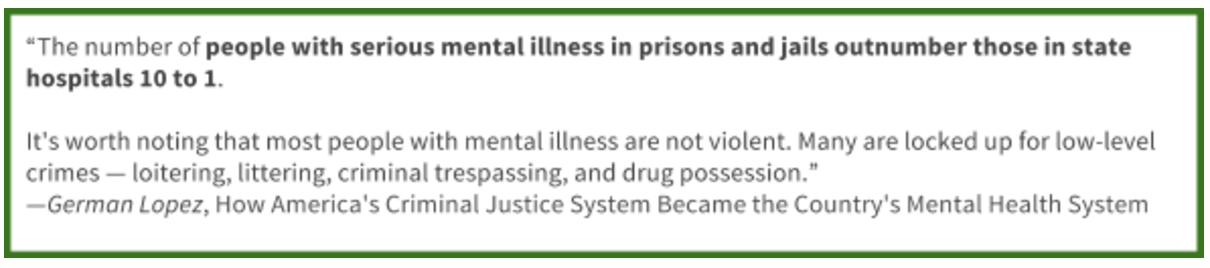 “The number of people with serious mental illness in prisons and jails outnumber those in state
hospitals 10 to 1.
It's worth noting that most people with mental illness are not violent. Many are locked up for low-level
crimes — loitering, littering, criminal trespassing, and drug possession.”
—German Lopez, How America's Criminal Justice System Became the Country's Mental Health System